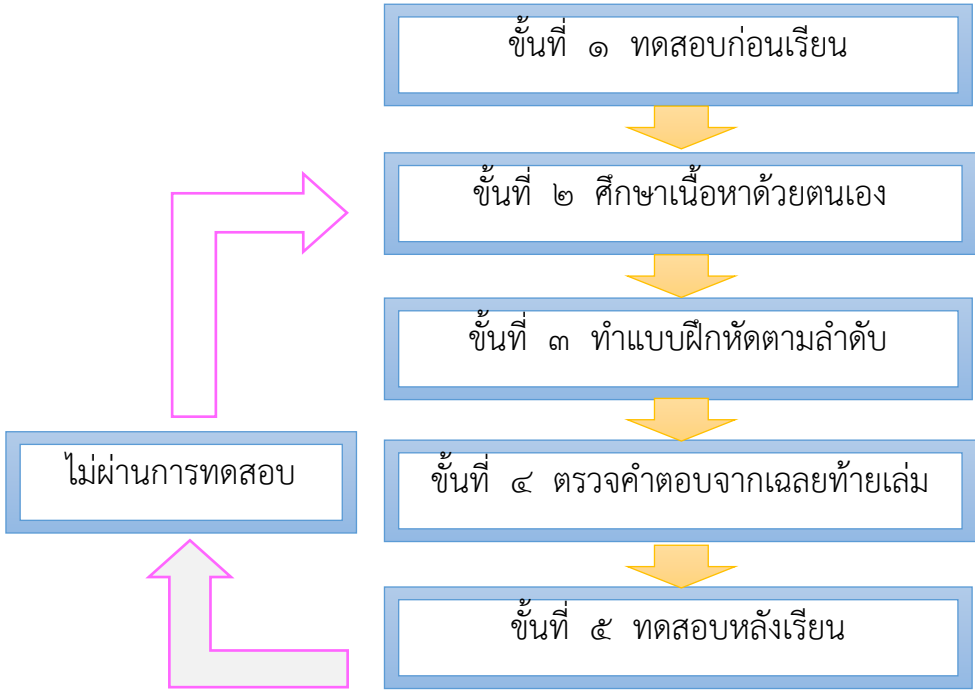 ขั้นที่ ๑ ทดสอบก่อนเรียน
ขั้นที่ ๒ ศึกษาเนื้อหาด้วยตนเอง
ขั้นที่ ๓ ทำแบบฝึกหัดตามลำดับ
ไม่ผ่านการทดสอบ
ขั้นที่ ๔ ตรวจคำตอบจากเฉลยท้ายเล่ม
ขั้นที่ ๕ ทดสอบหลังเรียน